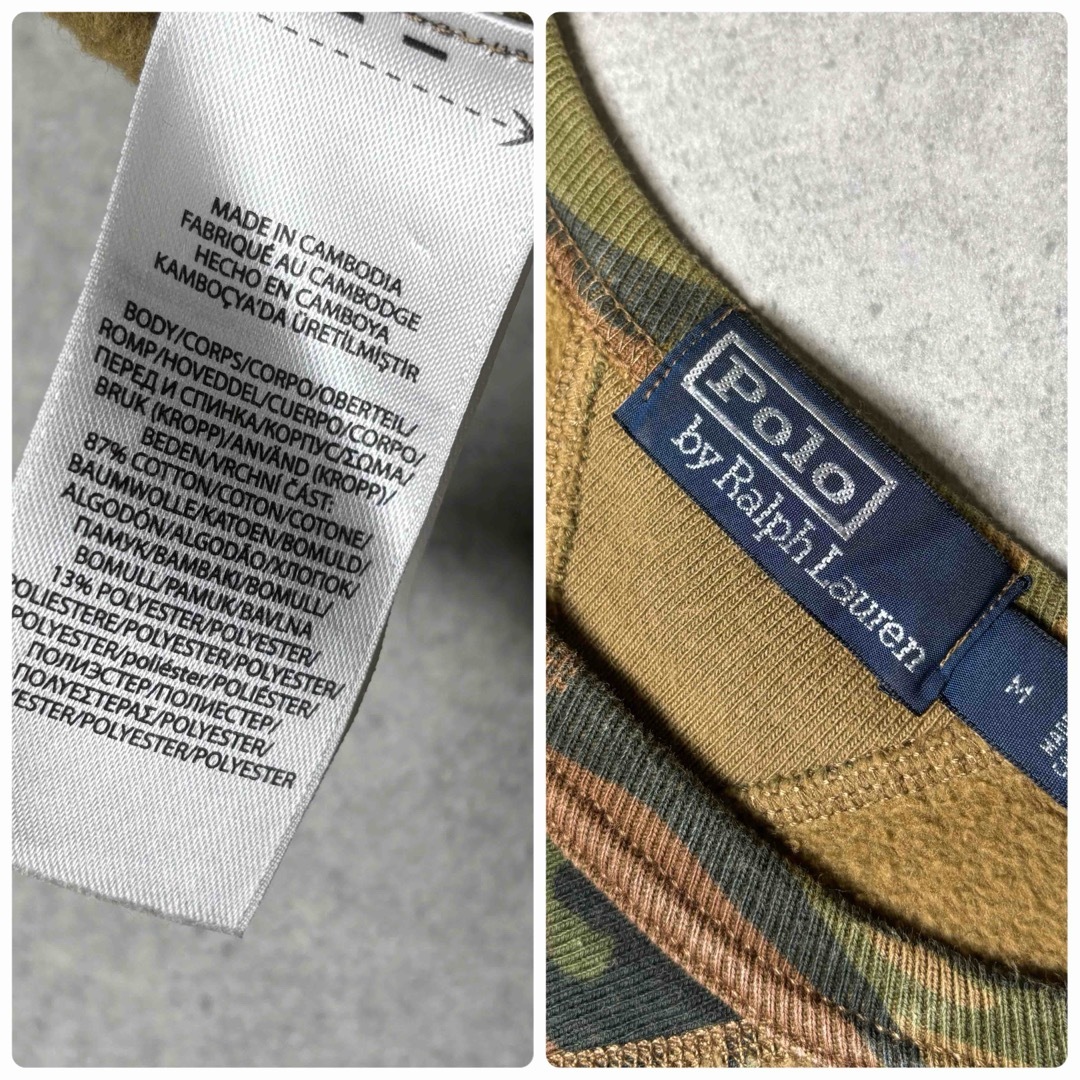 MADE IN CAMBODIA
FABRIQUÉ AU CAMBODGE
HECHO EN CAMBOYA
KAMBOÇYA'DA ÜRETİLMİŞTİR
BODY/CORPS/CORPO/OBERTEIL/
ROMP/HOVEDDEL/CUERPO/CORPO/
ПЕРЕД И СПИНКА/КОРПУС/ΣΩΜΑ/
BRUK (KROPP)/ANVÄND (KROPP)/
BEDEN/VRCHNÍ ČÁST:
87% COTTON/COTON/COTONE/
BAUMWOLLE/KATOEN/BOMULD/
ALGODÓN/ALGODÃO/ХЛОПОК/
ПАМУК/ΒΑΜΒΑΚΙ/BOMULL/
BOMULL/PAMUK/BAVLNA
13% POLYESTER/POLYESTER/
POLIESTERE/POLYESTER/POLYESTER/
POLYESTER/poliéster/POLIÉSTER/
ПОЛИЭСТЕР/ПОЛИЕСТЕР/
ΠΟΛΥΕΣΤΕΡΑΣ/POLYESTER/
YESTER/POLYESTER/POLYESTER
Polo
by Ralph Lauren
M